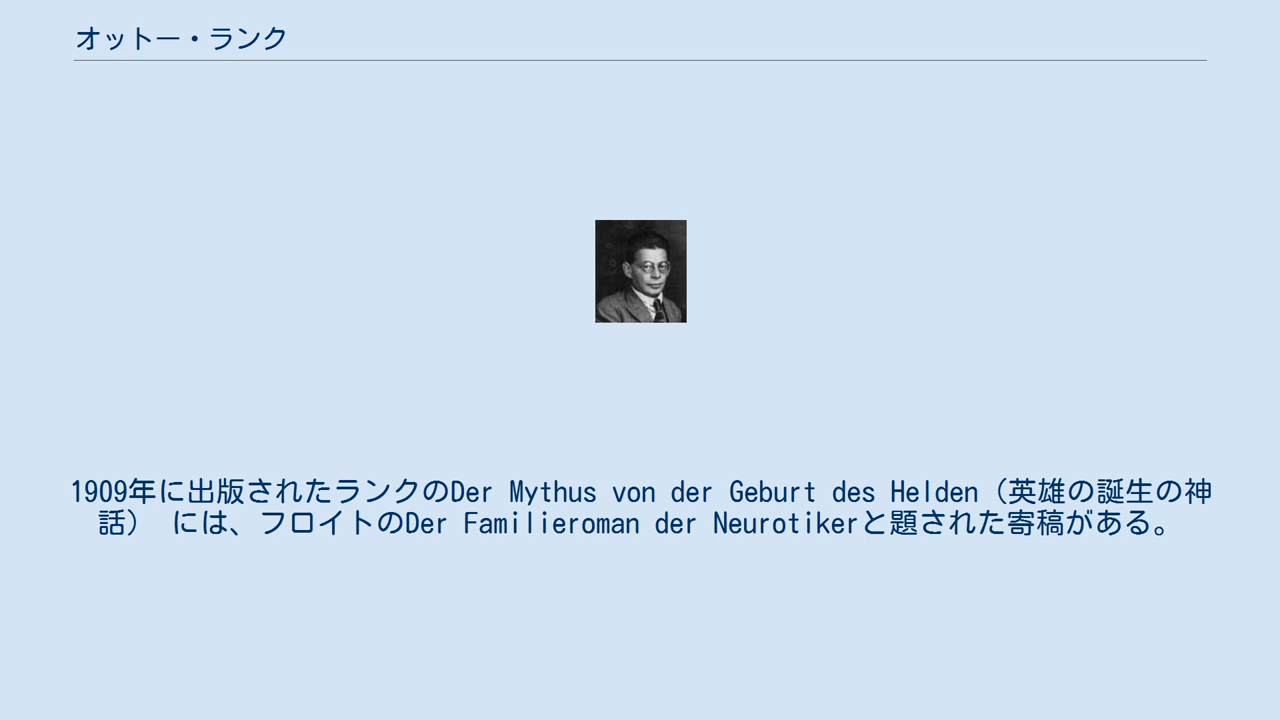 オットー・ランク
1909年に出版されたランクのDer Mythus von der Geburt des Helden（英雄の誕生の神
話） には、フロイトのDer Familieroman der Neurotikerと題された寄稿がある。